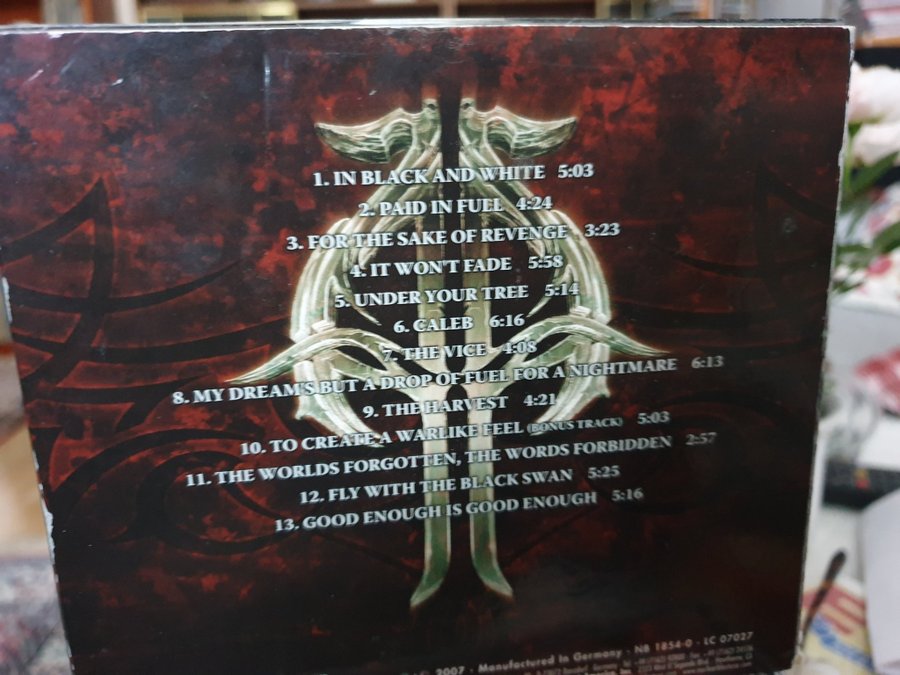 1. IN BLACK AND WHITE 5:03
2. PAID IN FUEL 4:24
3. FOR THE SAKE OF REVENGE 3:23
4. IT WON'T FADE 5:58
5. UNDER YOUR TREE 5:14
6. CALEB 6:16
7. THE VICE 4:08
8. MY DREAM'S BUT A DROP OF FUEL FOR A NIGHTMARE 6:13
9. THE HARVEST 4:21
10. TO CREATE A WARLIKE FEEL (BONUS TRACK) 5:03
11. THE WORLDS FORGOTTEN, THE WORDS FORBIDDEN 2:57
12. FLY WITH THE BLACK SWAN 5:25
13. GOOD ENOUGH IS GOOD ENOUGH 5:16
2007 · Manufactured In Germany · NB 1854-0 · LC 07027